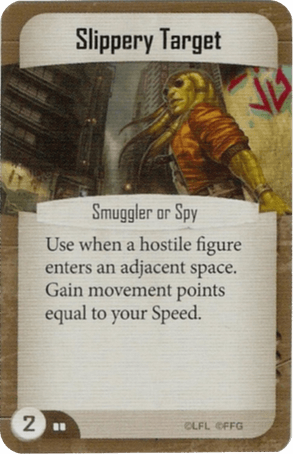 Slippery Target
Smuggler or Spy
Use when a hostile figure
enters an adjacent space.
Gain movement points
equal to your Speed.
2
©LFL ©FFG